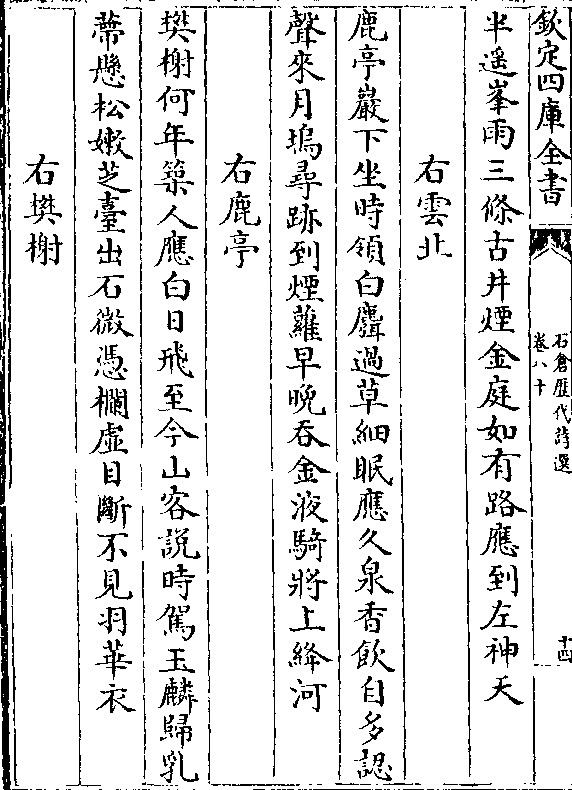 欽定四庫全書
石倉歷代詩選
卷八十
十四
半遥峯雨三條古井煙金庭如有路應到左神天
右雲北
鹿亭巖下坐時領白麛過草細眠應久泉香飲自多認
聲來月塢尋跡到煙蘿早晚吞金液騎將上絳河
右鹿亭
樊榭何年築人應白日飛至今山客說時駕玉麟歸乳
蔕懸松嫰芝臺出石微憑欄虛目斷不見羽華衣
右樊榭